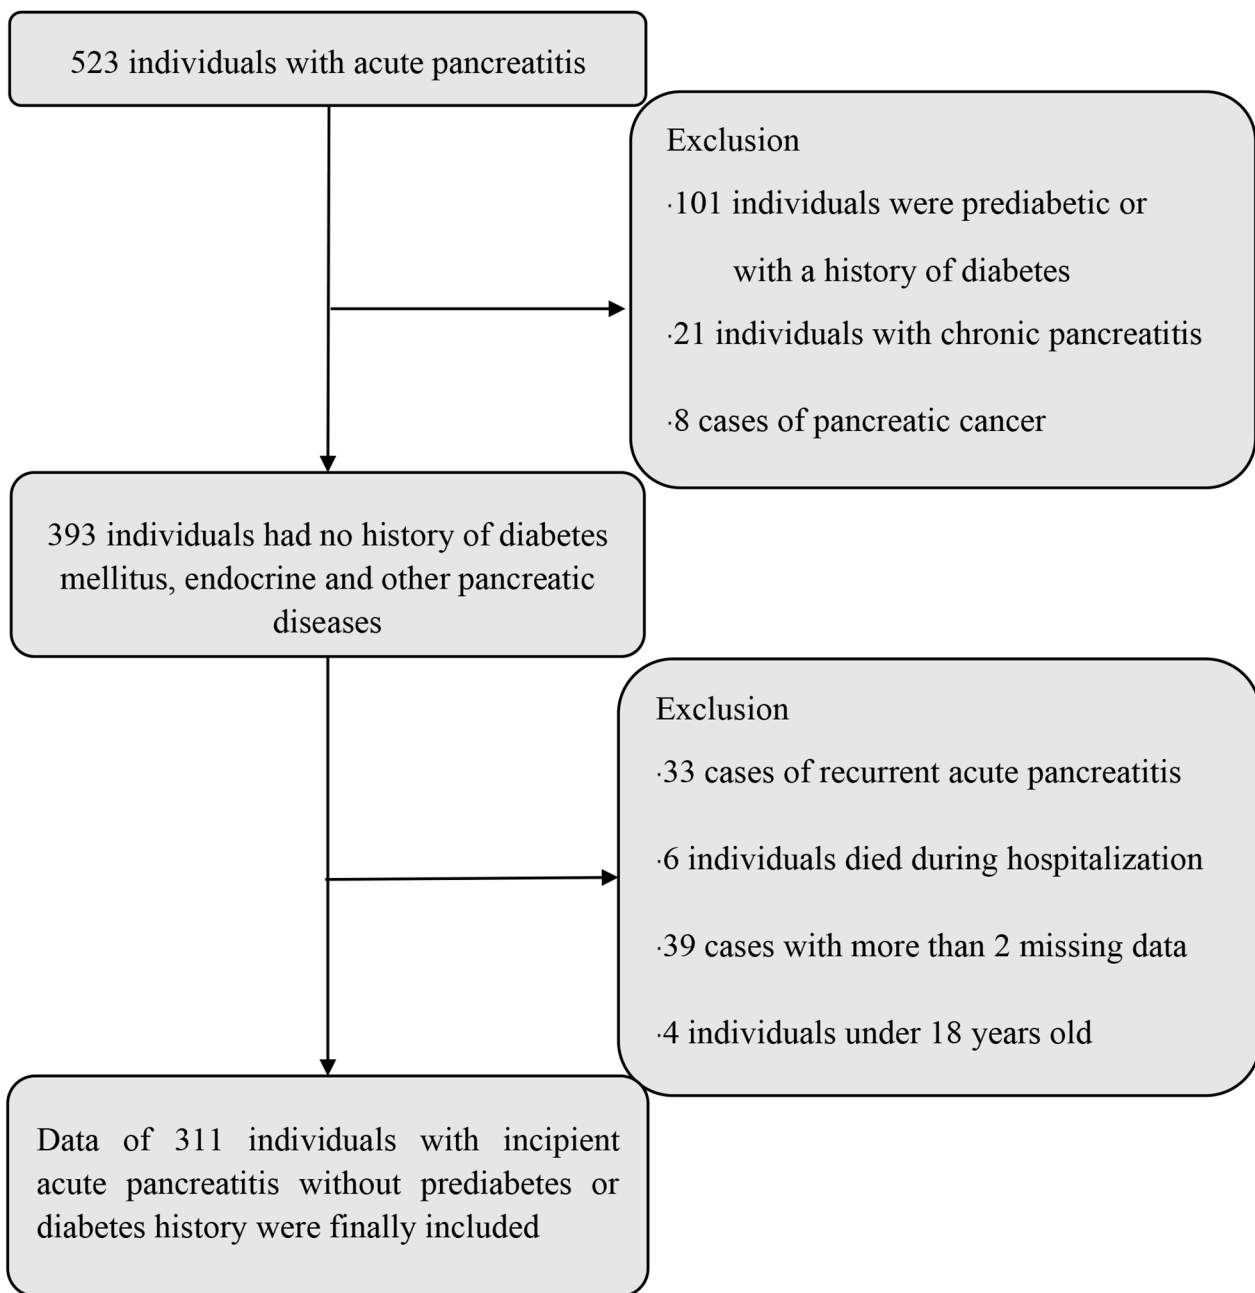 523 individuals with acute pancreatitis
Exclusion
·101 individuals were prediabetic or
with a history of diabetes
·21 individuals with chronic pancreatitis
·8 cases of pancreatic cancer
393 individuals had no history of diabetes
mellitus, endocrine and other pancreatic
diseases
Exclusion
·33 cases of recurrent acute pancreatitis
·6 individuals died during hospitalization
·39 cases with more than 2 missing data
·4 individuals under 18 years old
Data of 311 individuals with incipient
acute pancreatitis without prediabetes or
diabetes history were finally included